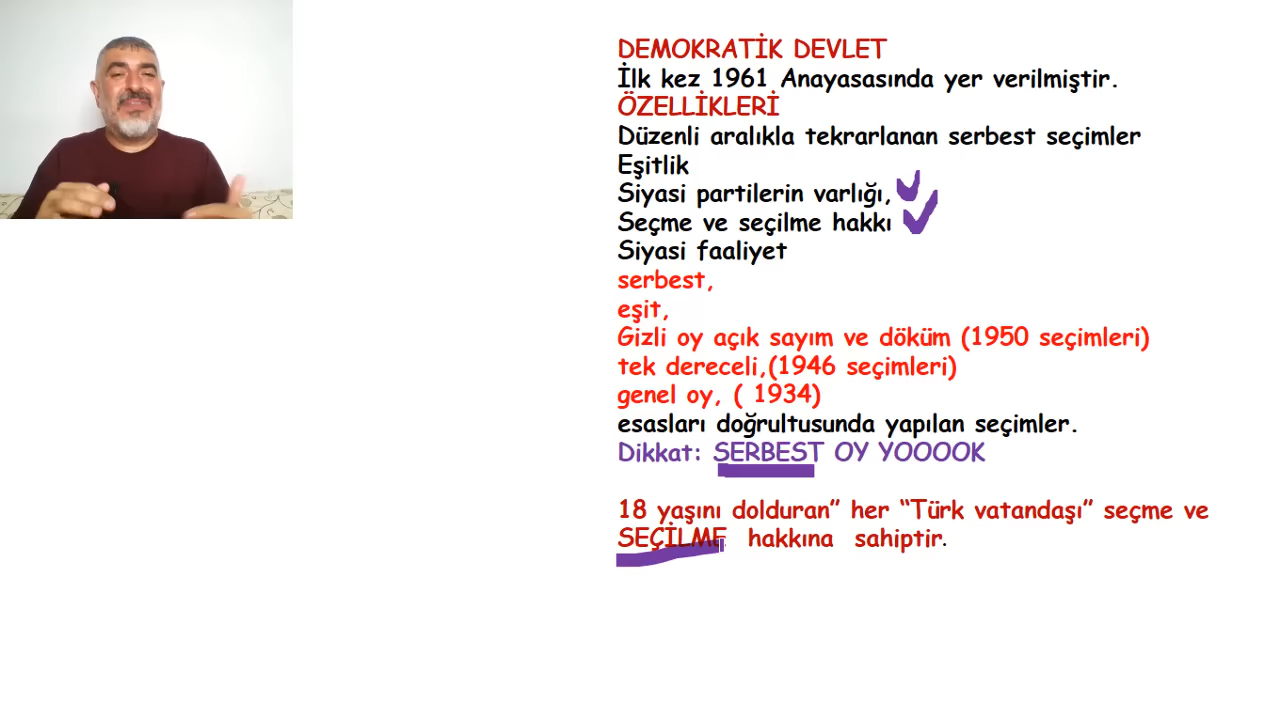 DEMOKRATİK DEVLET
İlk kez 1961 Anayasasında yer verilmiştir.
ÖZELLİKLERİ
Düzenli aralıkla tekrarlanan serbest seçimler
Eşitlik
Siyasi partilerin varlığı,
Seçme ve seçilme hakkı
Siyasi faaliyet
serbest,
eşit,
Gizli oy açık sayım ve döküm (1950 seçimleri)
tek dereceli,(1946 seçimleri)
genel oy, ( 1934)
esasları doğrultusunda yapılan seçimler.
Dikkat: SERBEST OY YOOOOK
18 yaşını dolduran” her “Türk vatandaşı” seçme ve
SEÇİLME hakkına sahiptir.